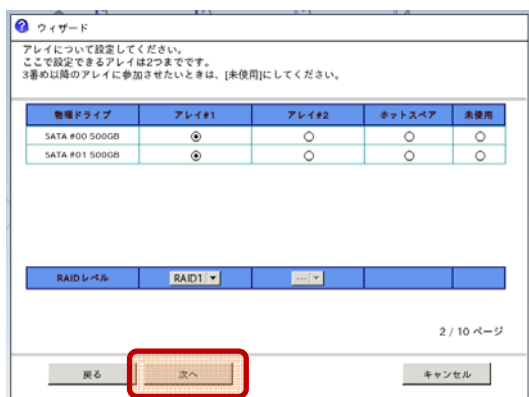 ウィザード
アレイについて設定してください。
ここで設定できるアレイは2つまでです。
3番め以降のアレイに参加させたいときは、[未使用]にしてください。
物理ドライブ アレイ#1 アレイ#2 ホットスペア 未使用
SATA #00 500GB
SATA #01 500GB
RAIDレベル RAID1 ---
2 / 10 ページ
戻る 次へ キャンセル